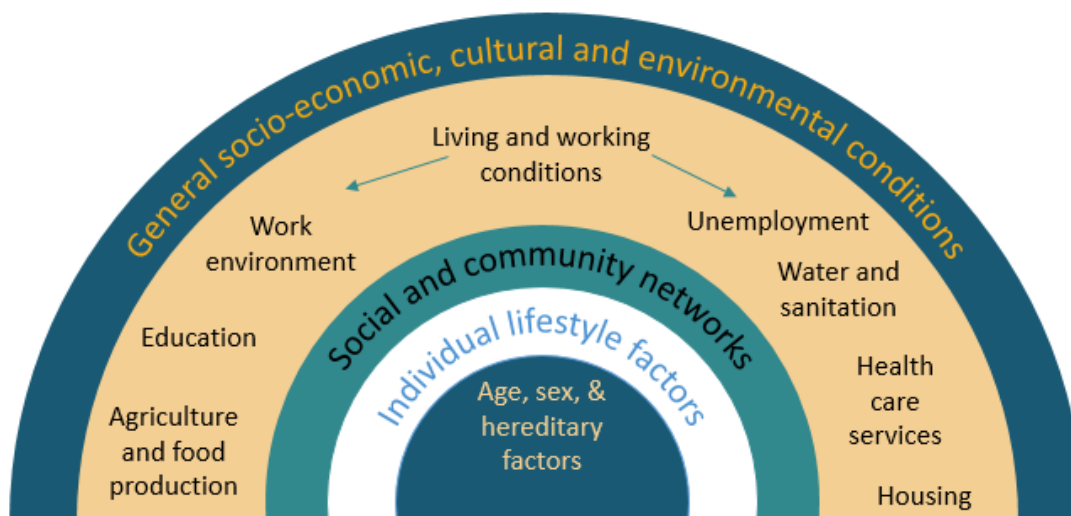 General socio-economic, cultural and environmental conditions
Living and working
conditions
Work
environment
Unemployment
Social and community networks
Water and
sanitation
Education
Individual lifestyle factors
Health
care
services
Age, sex, &
hereditary
factors
Agriculture
and food
production
Housing